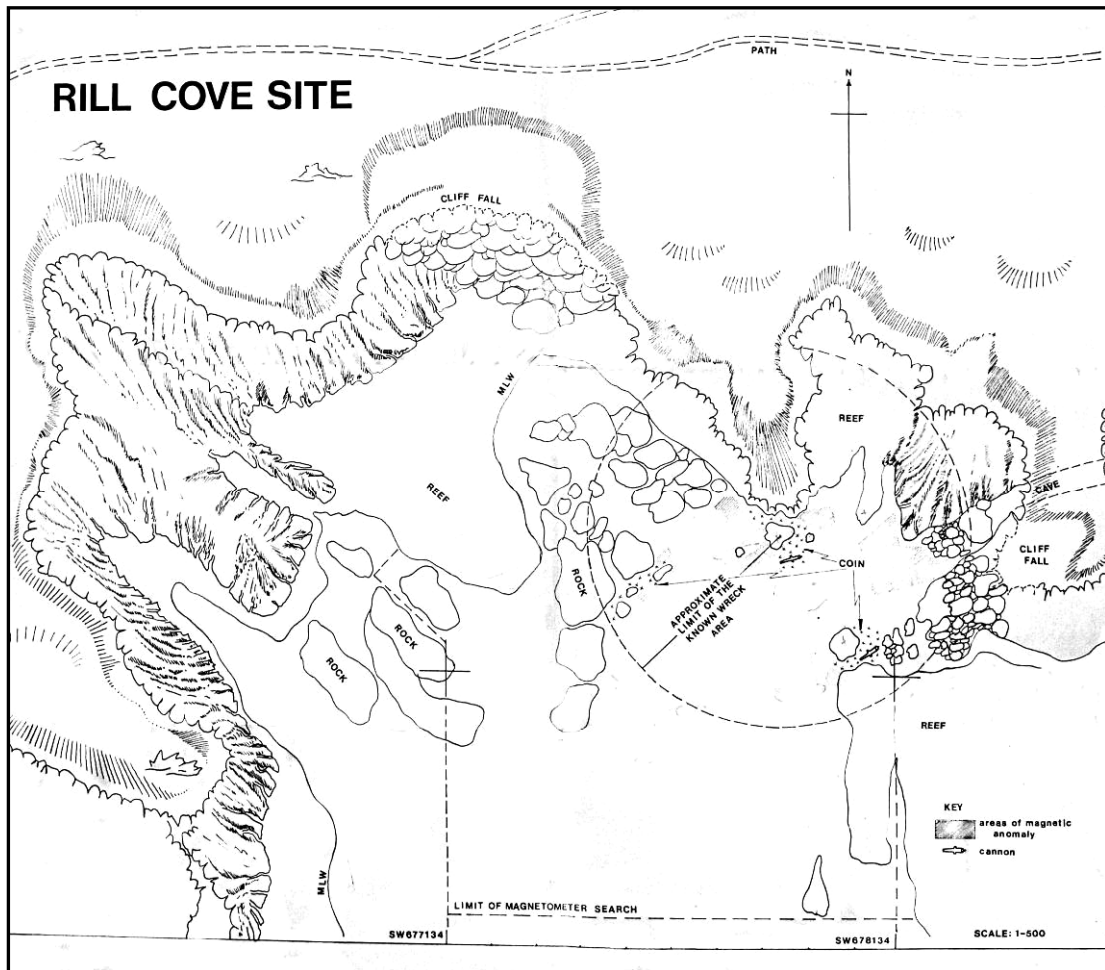 PATH
RILL COVE SITE
N
CLIFF FALL
MLW
REEF
REEF
CAVE
CLIFF
FALL
COIN
ROCK
APPROXIMATE
LIMIT OF THE
KNOWN WRECK
AREA
ROCK
ROCK
REEF
KEY
areas of magnetic
anomaly
cannon
MLW
LIMIT OF MAGNETOMETER SEARCH
SW677134
SW678134
SCALE: 1-500